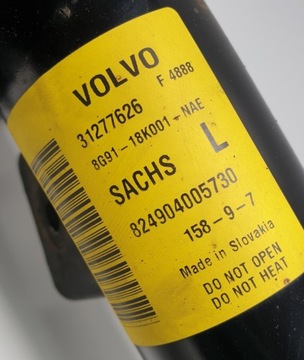 VOLVO
31277626 F 4888
8G91-18K001-NAE
SACHS L
824904005730
158-9-7
Made in Slovakia
DO NOT OPEN
DO NOT HEAT